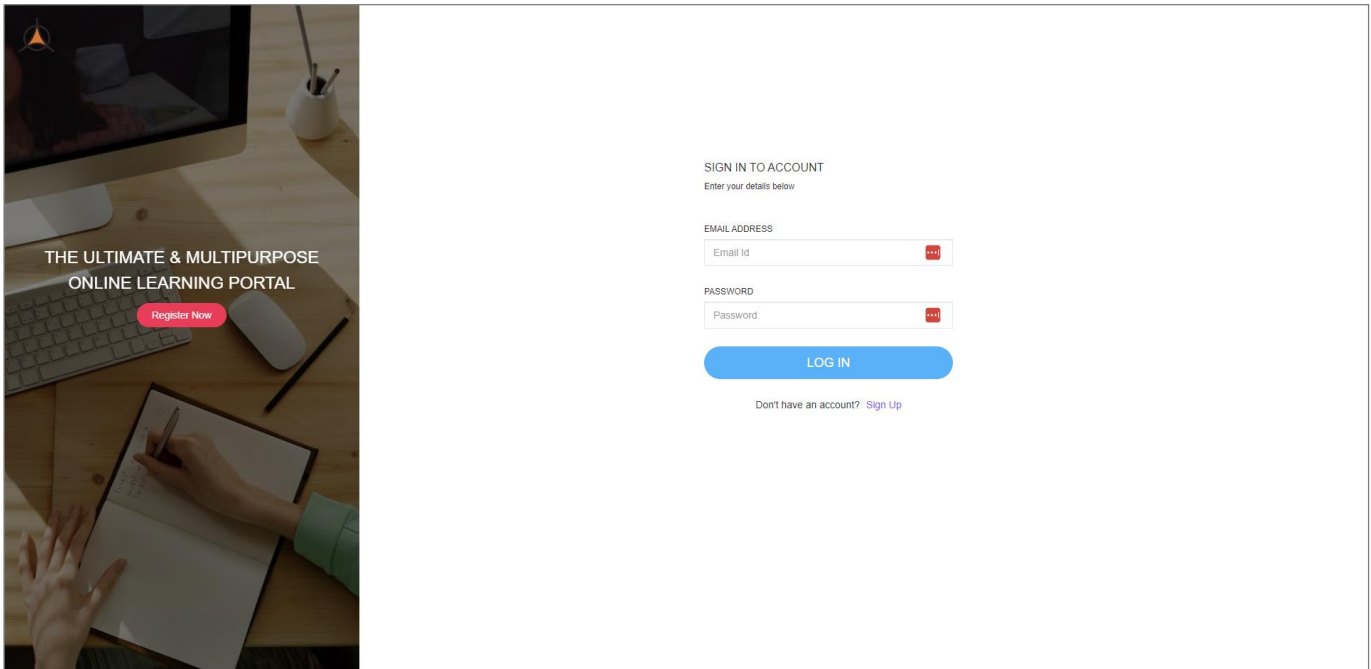 THE ULTIMATE & MULTIPURPOSE
ONLINE LEARNING PORTAL
Register Now
SIGN IN TO ACCOUNT
Enter your details below
EMAIL ADDRESS
Email Id
PASSWORD
Password
LOG IN
Don't have an account? Sign Up